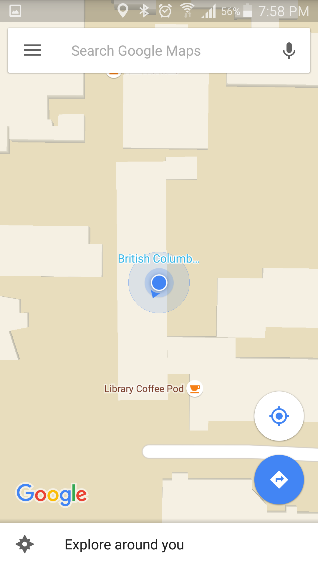 56% 7:58 PM
Search Google Maps
British Columb...
Library Coffee Pod
Google
Explore around you